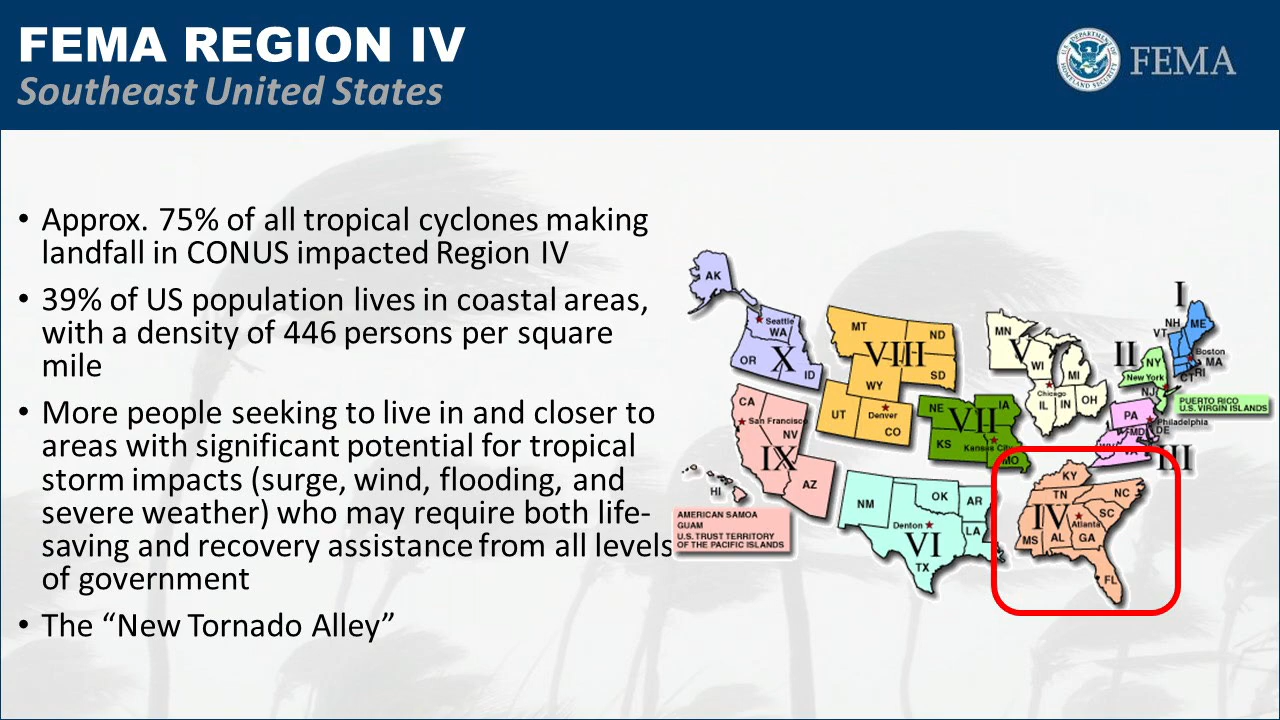 FEMA REGION IV
Southeast United States
U.S. DEPARTMENT OF HOMELAND SECURITY
FEMA
• Approx. 75% of all tropical cyclones making
landfall in CONUS impacted Region IV
• 39% of US population lives in coastal areas,
with a density of 446 persons per square
mile
• More people seeking to live in and closer to
areas with significant potential for tropical
storm impacts (surge, wind, flooding, and
severe weather) who may require both life-
saving and recovery assistance from all levels
of government
• The “New Tornado Alley”
AK
Seattle
WA
OR
X
ID
MT
ND
VIII
SD
WY
UT
Denver
CO
MN
V
WI
MI
Chicago
IL
IN
OH
I
NH
ME
VT
Boston
MA
CT
RI
II
NY
New York
NJ
PUERTO RICO
U.S. VIRGIN ISLANDS
PA
Philadelphia
MD
DE
WV
VA
III
CA
San Francisco
NV
IX
AZ
HI
AMERICAN SAMOA
GUAM
U.S. TRUST TERRITORY
OF THE PACIFIC ISLANDS
NE
VII
IA
KS
Kansas City
MO
NM
OK
AR
Denton
VI
LA
TX
KY
TN
NC
IV
SC
Atlanta
MS
AL
GA
FL